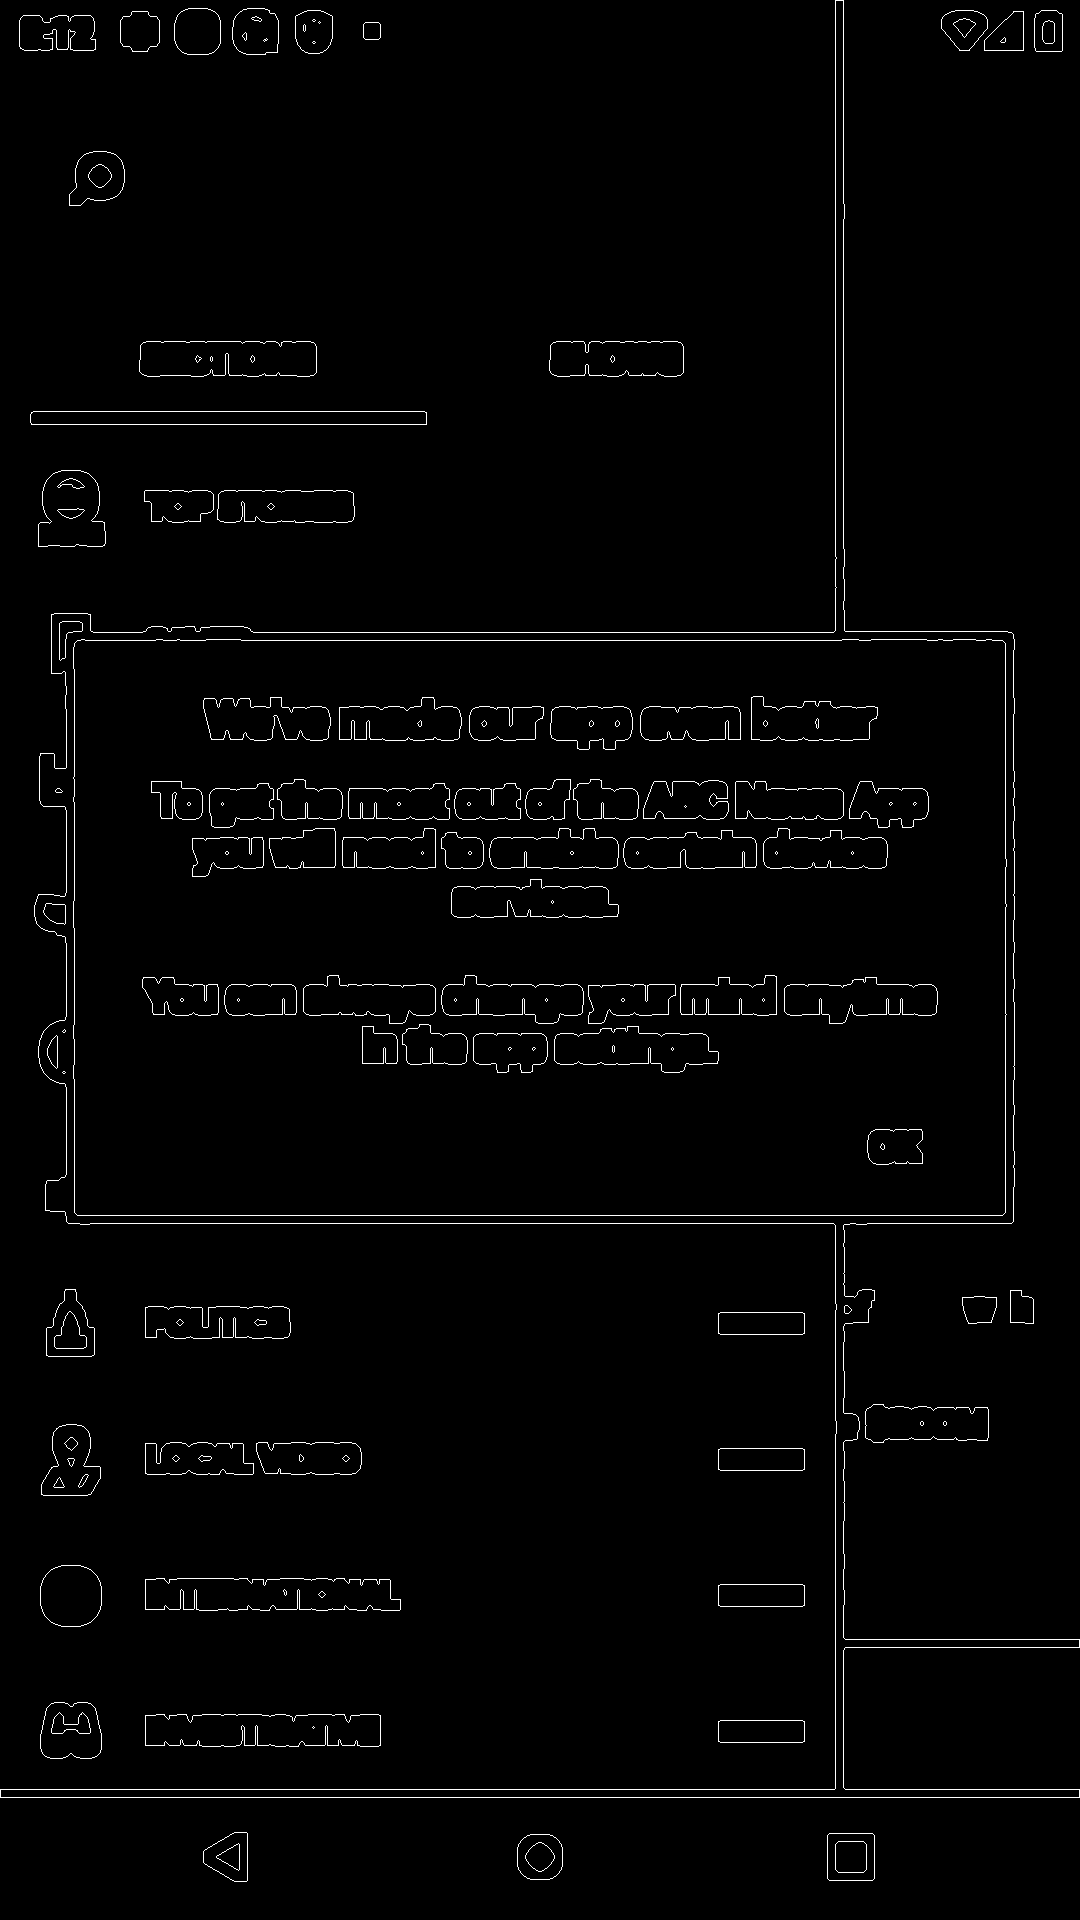 SECTIONS
SHOWS
TOP STORIES
We've made our app even better
To get the most out of the ABC News App
you will need to enable certain device
services.
You can always change your mind anytime
in the app settings.
OK
POLITICS
LOCAL VIDEO
INTERNATIONAL
INVESTIGATIVE